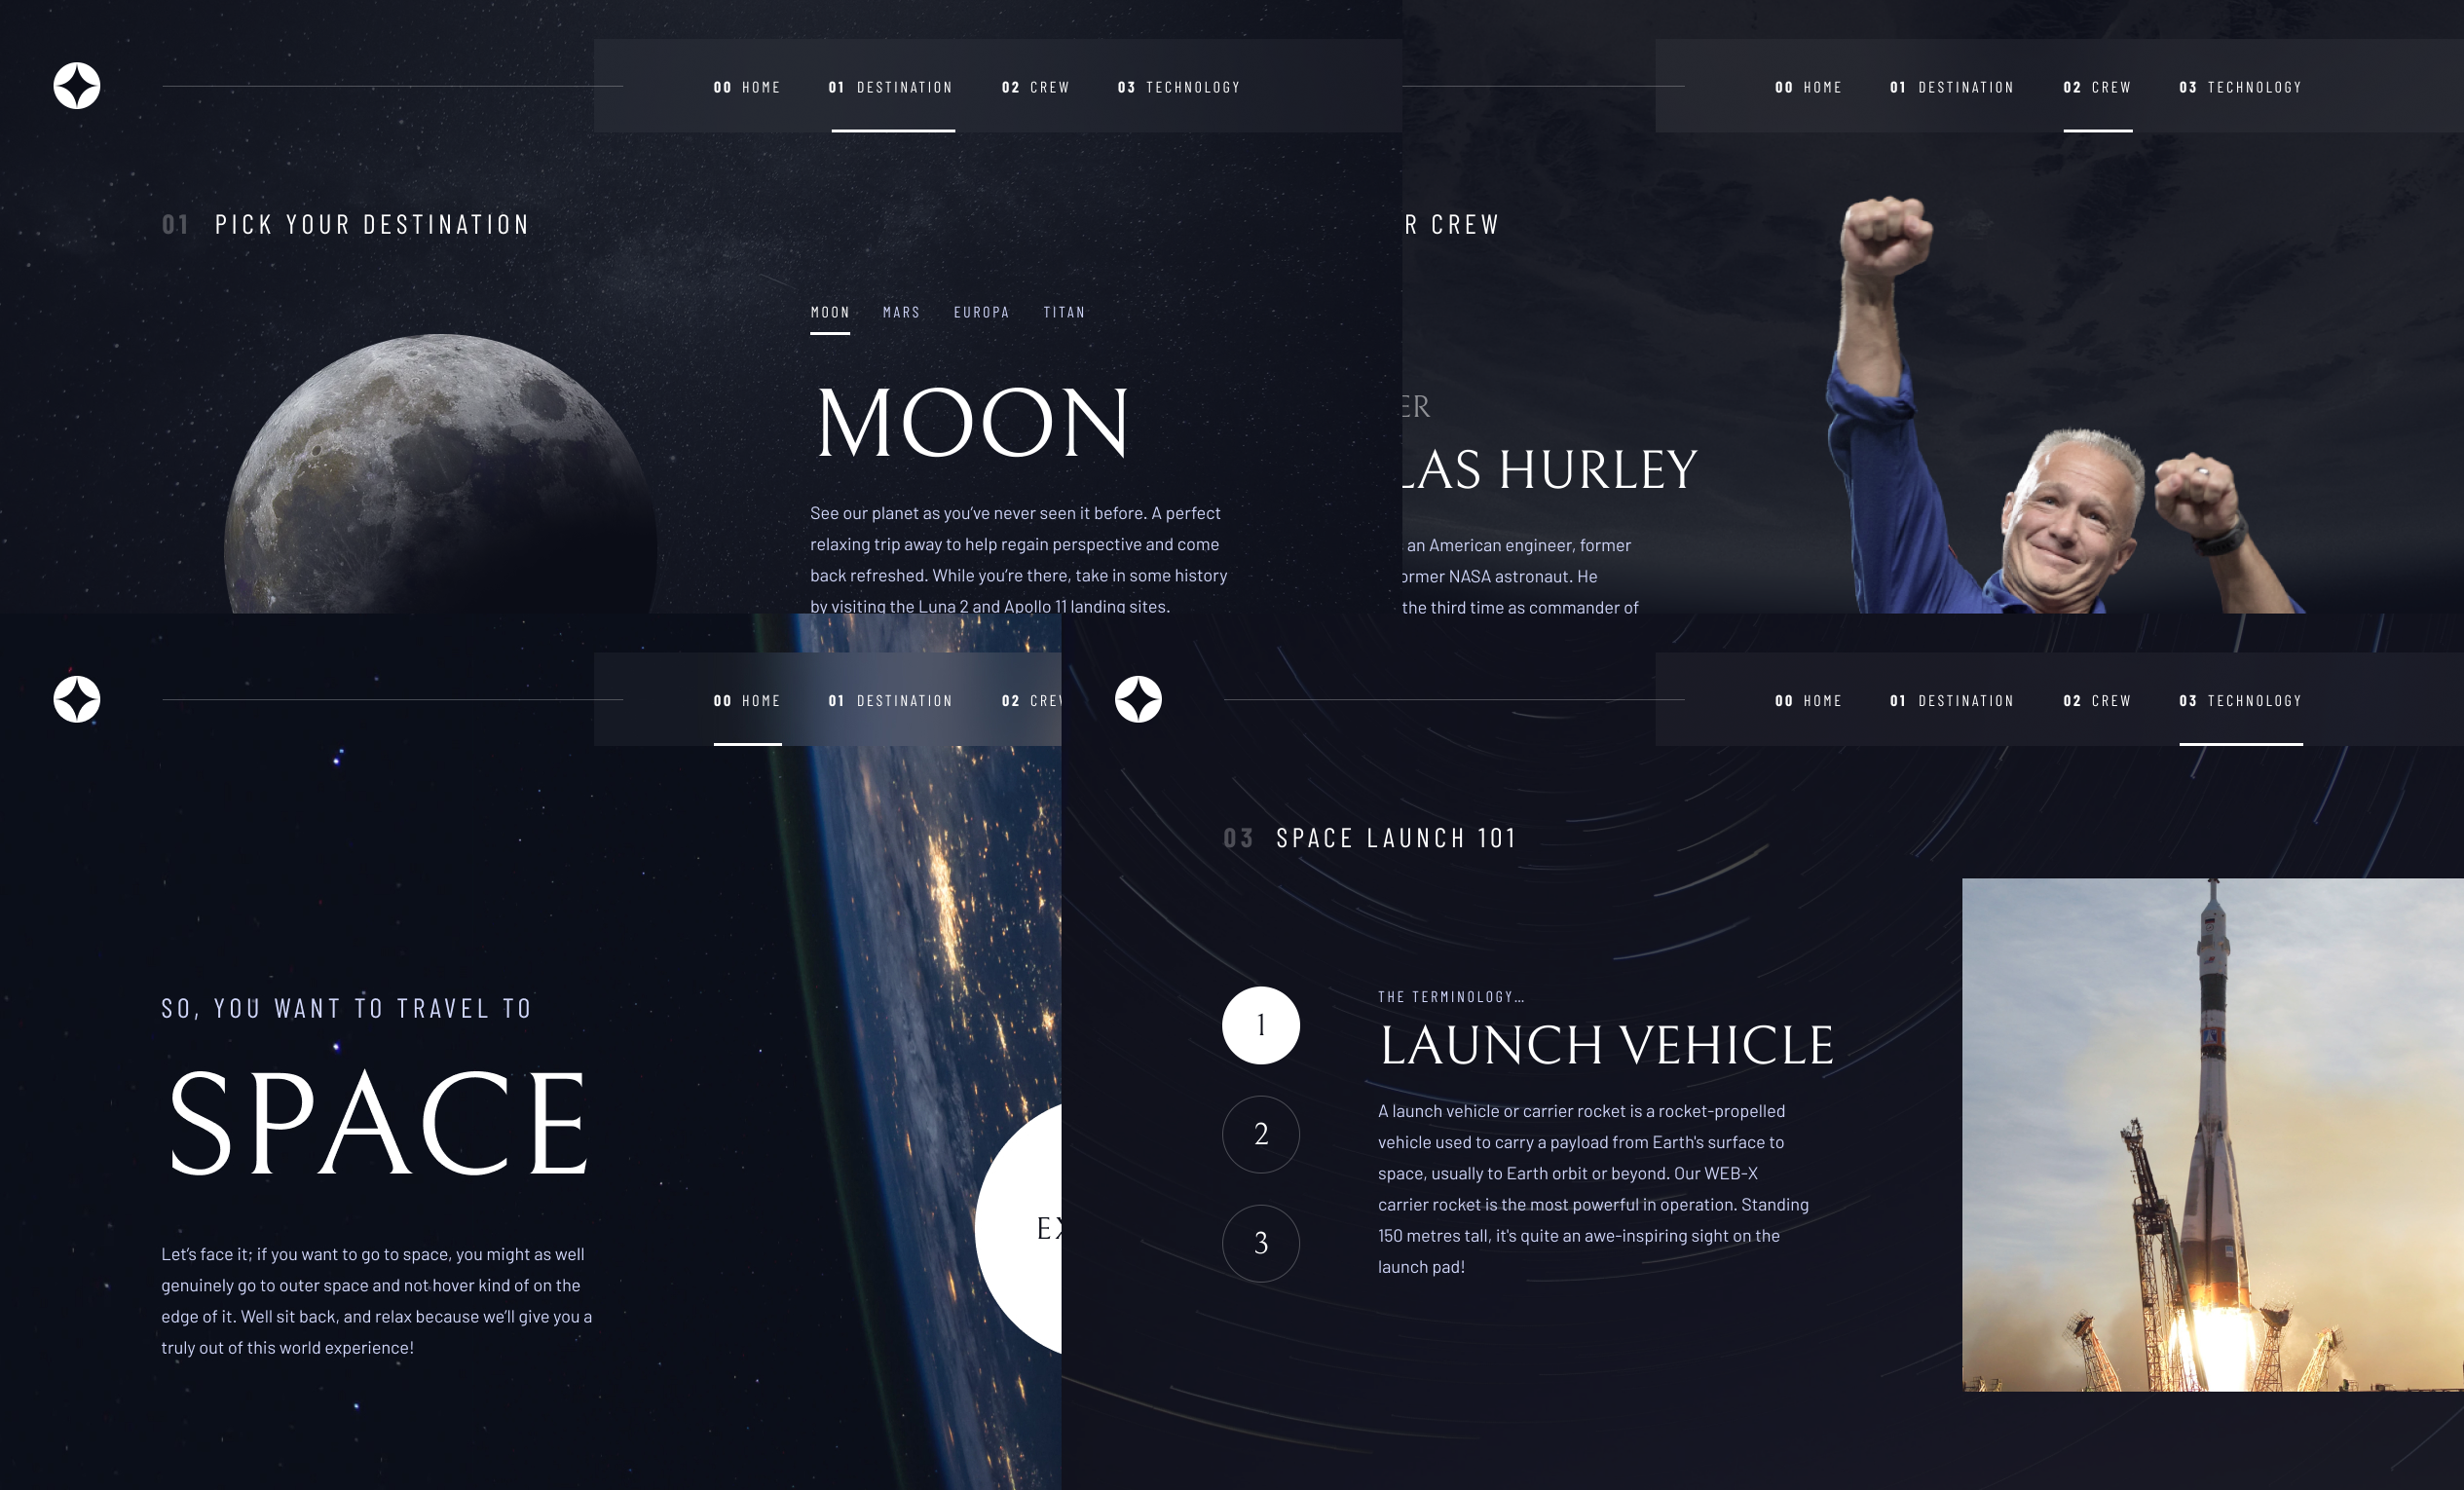 00 HOME 01 DESTINATION 02 CREW 03 TECHNOLOGY
01 PICK YOUR DESTINATION
MOON MARS EUROPA TITAN
MOON
See our planet as you’ve never seen it before. A perfect
relaxing trip away to help regain perspective and come
back refreshed. While you’re there, take in some history
by visiting the Luna 2 and Apollo 11 landing sites.
00 HOME 01 DESTINATION 02 CREW 03 TECHNOLOGY
R CREW
ER
LAS HURLEY
an American engineer, former
ormer NASA astronaut. He
the third time as commander of
00 HOME 01 DESTINATION 02 CREW
SO, YOU WANT TO TRAVEL TO
SPACE
Let’s face it; if you want to go to space, you might as well
genuinely go to outer space and not hover kind of on the
edge of it. Well sit back, and relax because we’ll give you a
truly out of this world experience!
EX
00 HOME 01 DESTINATION 02 CREW 03 TECHNOLOGY
03 SPACE LAUNCH 101
1
2
3
THE TERMINOLOGY…
LAUNCH VEHICLE
A launch vehicle or carrier rocket is a rocket-propelled
vehicle used to carry a payload from Earth's surface to
space, usually to Earth orbit or beyond. Our WEB-X
carrier rocket is the most powerful in operation. Standing
150 metres tall, it's quite an awe-inspiring sight on the
launch pad!